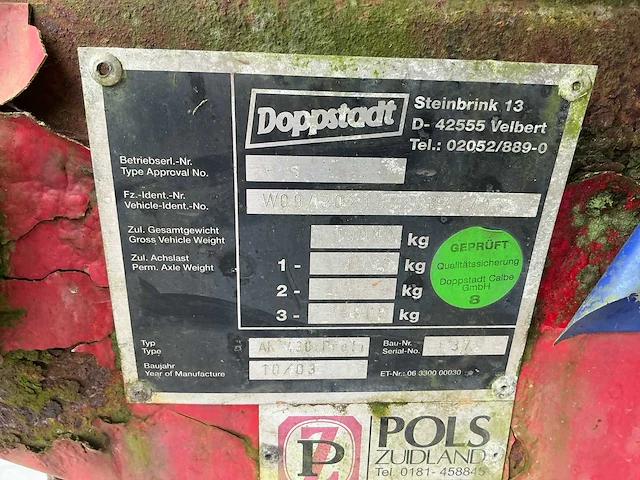 Doppstadt
Steinbrink 13
D- 42555 Velbert
Tel.: 02052/889-0
Betriebserl.-Nr.
Type Approval No.
Fz.-Ident.-Nr.
Vehicle-Ident.-No.
Zul. Gesamtgewicht
Gross Vehicle Weight
kg
Zul. Achslast
Perm. Axle Weight
1 - kg
2 - kg
3 - kg
GEPRÜFT
Qualitätssicherung
Doppstadt Calbe
GmbH
8
Typ
Type
Bau-Nr.
Serial-No.
Baujahr
Year of Manufacture
10/03
ET-Nr.: 06 3300 00030
PZ
POLS
ZUIDLAND
Tel. 0181- 458845